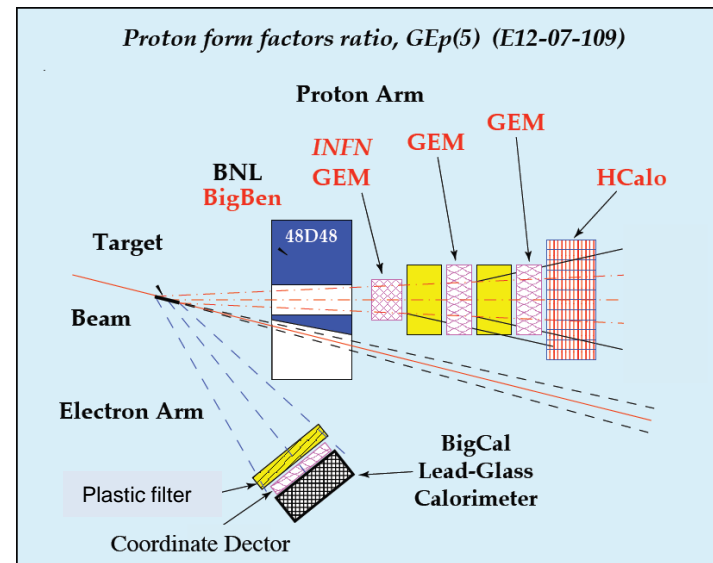 Proton form factors ratio, GEp(5) (E12-07-109)
Proton Arm
GEM
GEM
INFN
GEM
BNL
BigBen
HCalo
48D48
Target
Beam
Electron Arm
BigCal
Lead-Glass
Calorimeter
Plastic filter
Coordinate Dector